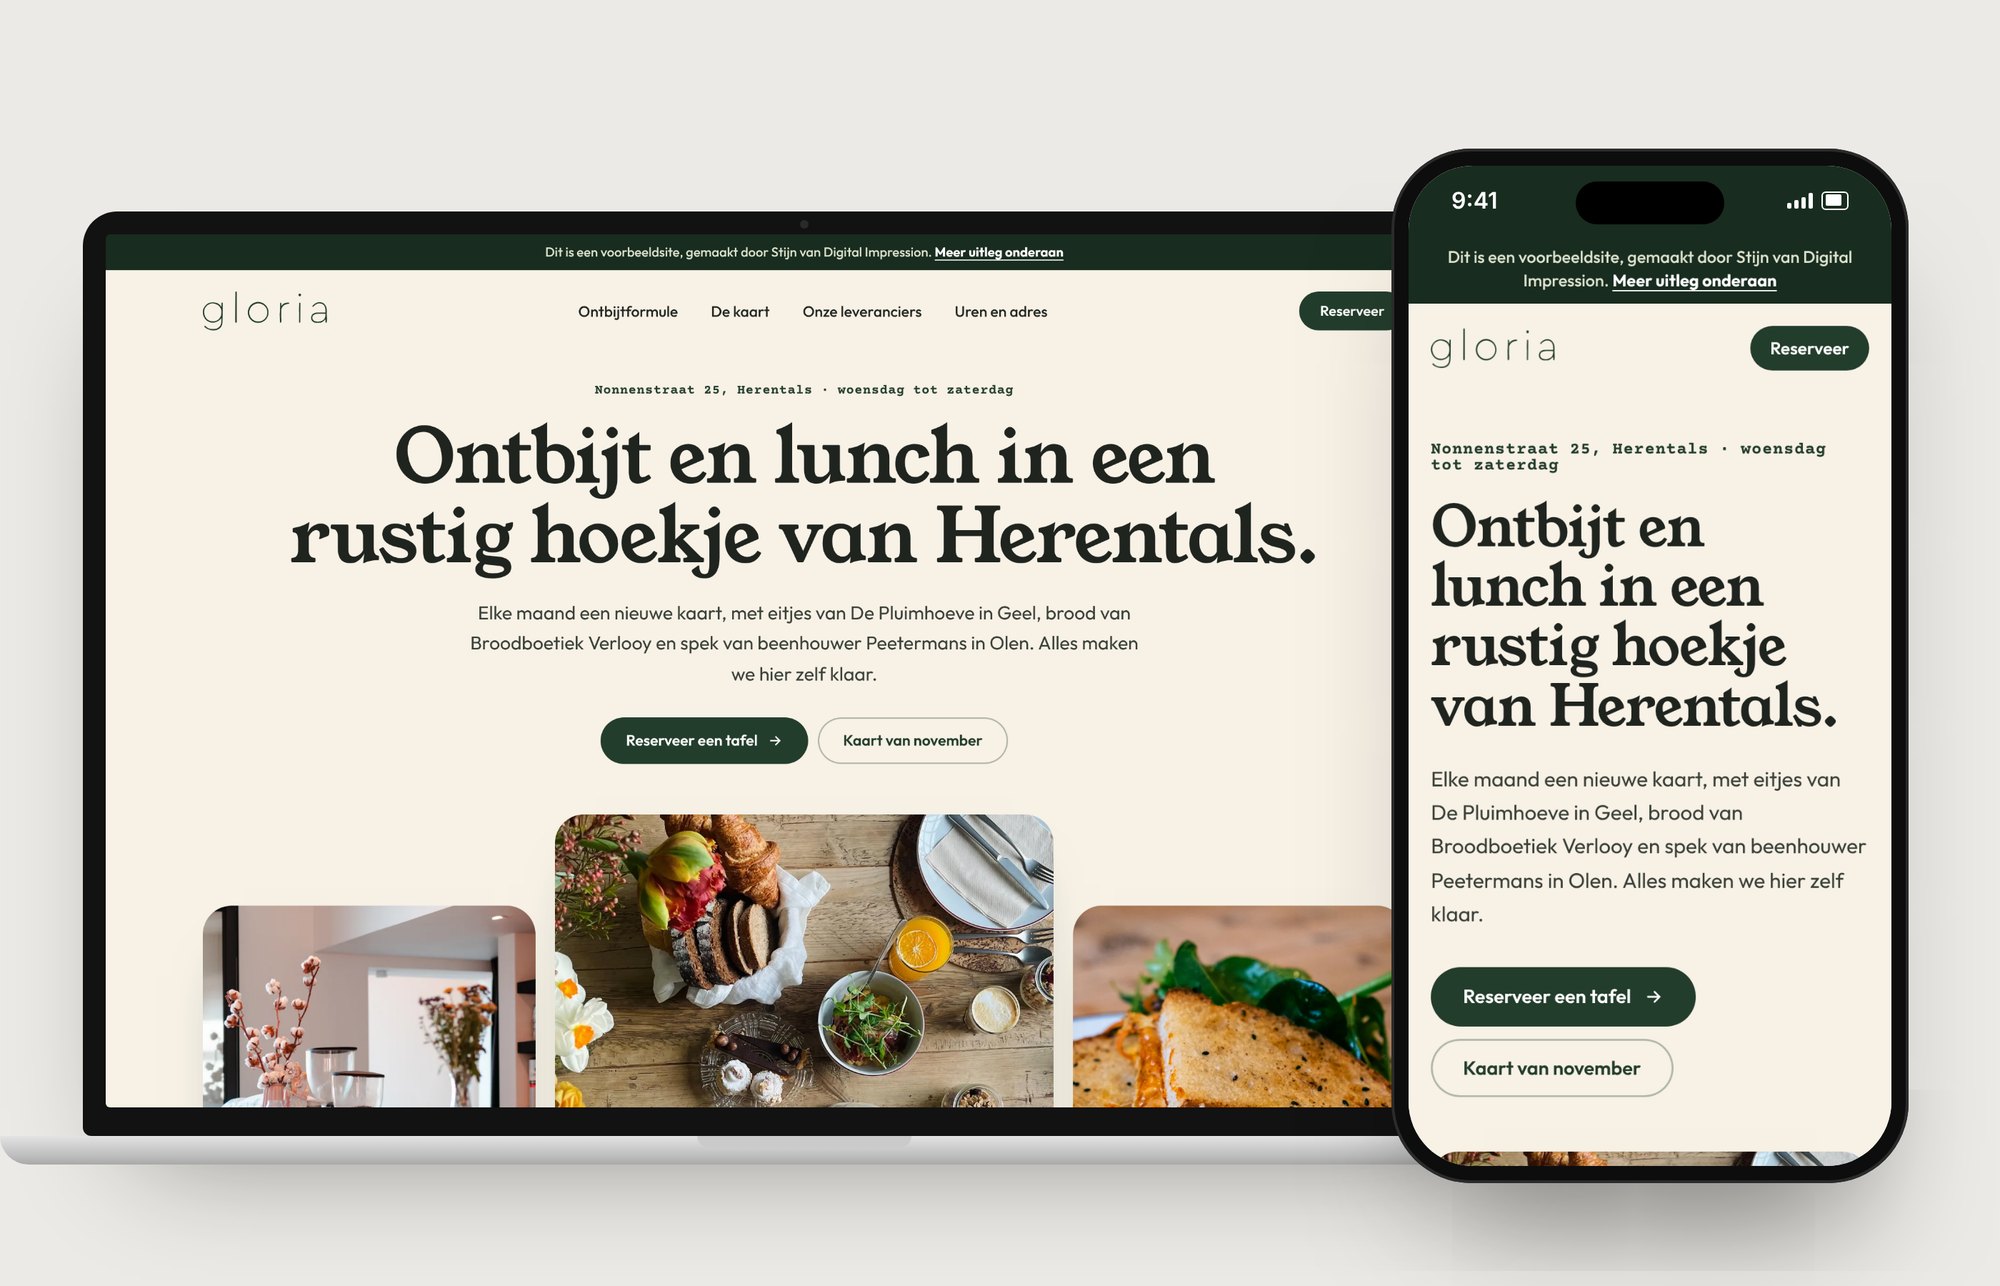 Dit is een voorbeeldsite, gemaakt door Stijn van Digital Impression. Meer uitleg onderaan
gloria
Ontbijtformule
De kaart
Onze leveranciers
Uren en adres
Reserveer
Nonnenstraat 25, Herentals · woensdag tot zaterdag
Ontbijt en lunch in een
rustig hoekje van Herentals.
Elke maand een nieuwe kaart, met eitjes van De Pluimhoeve in Geel, brood van
Broodboetiek Verlooy en spek van beenhouwer Peetermans in Olen. Alles maken
we hier zelf klaar.
Reserveer een tafel →
Kaart van november
9:41
Dit is een voorbeeldsite, gemaakt door Stijn van Digital
Impression. Meer uitleg onderaan
gloria
Reserveer
Nonnenstraat 25, Herentals · woensdag
tot zaterdag
Ontbijt en
lunch in een
rustig hoekje
van Herentals.
Elke maand een nieuwe kaart, met eitjes van
De Pluimhoeve in Geel, brood van
Broodboetiek Verlooy en spek van beenhouwer
Peetermans in Olen. Alles maken we hier zelf
klaar.
Reserveer een tafel →
Kaart van november